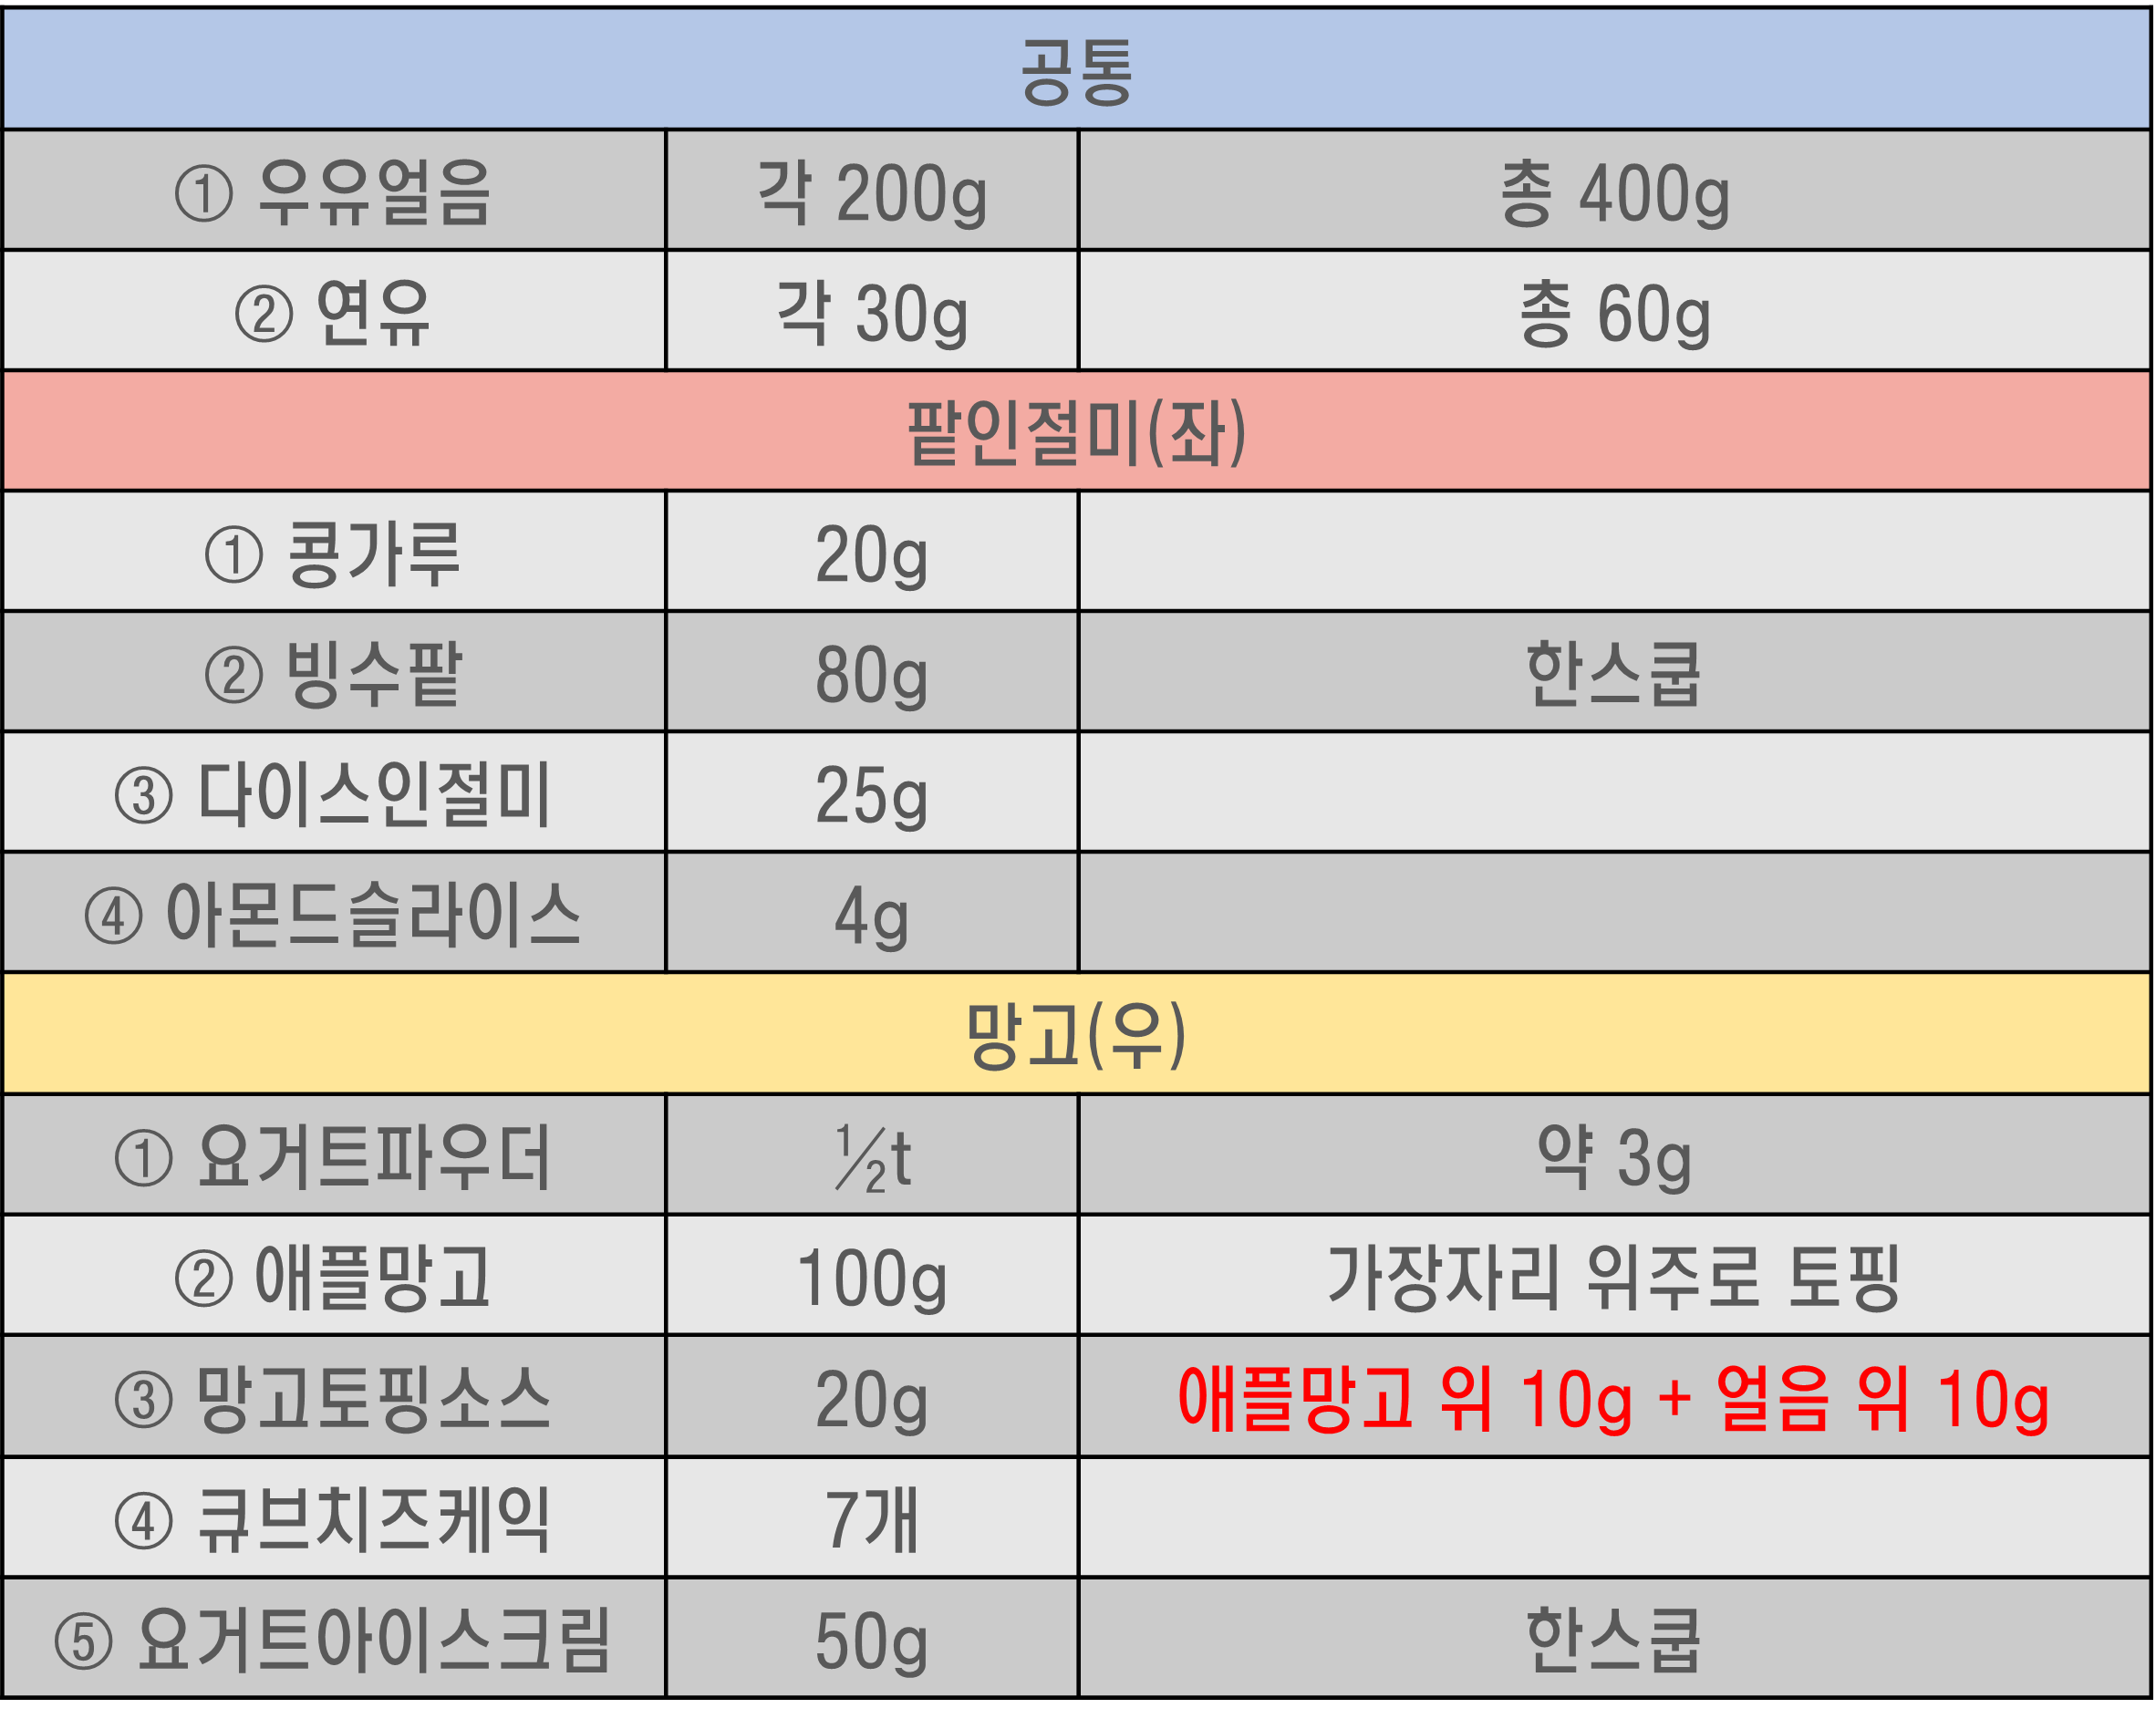 공통
① 우유얼음 각 200g 총 400g
② 연유 각 30g 총 60g
팥인절미(좌)
① 콩가루 20g
② 빙수팥 80g 한스쿱
③ 다이스인절미 25g
④ 아몬드슬라이스 4g
망고(우)
① 요거트파우더 ½t 약 3g
② 애플망고 100g 가장자리 위주로 토핑
③ 망고토핑소스 20g 애플망고 위 10g + 얼음 위 10g
④ 큐브치즈케익 7개
⑤ 요거트아이스크림 50g 한스쿱